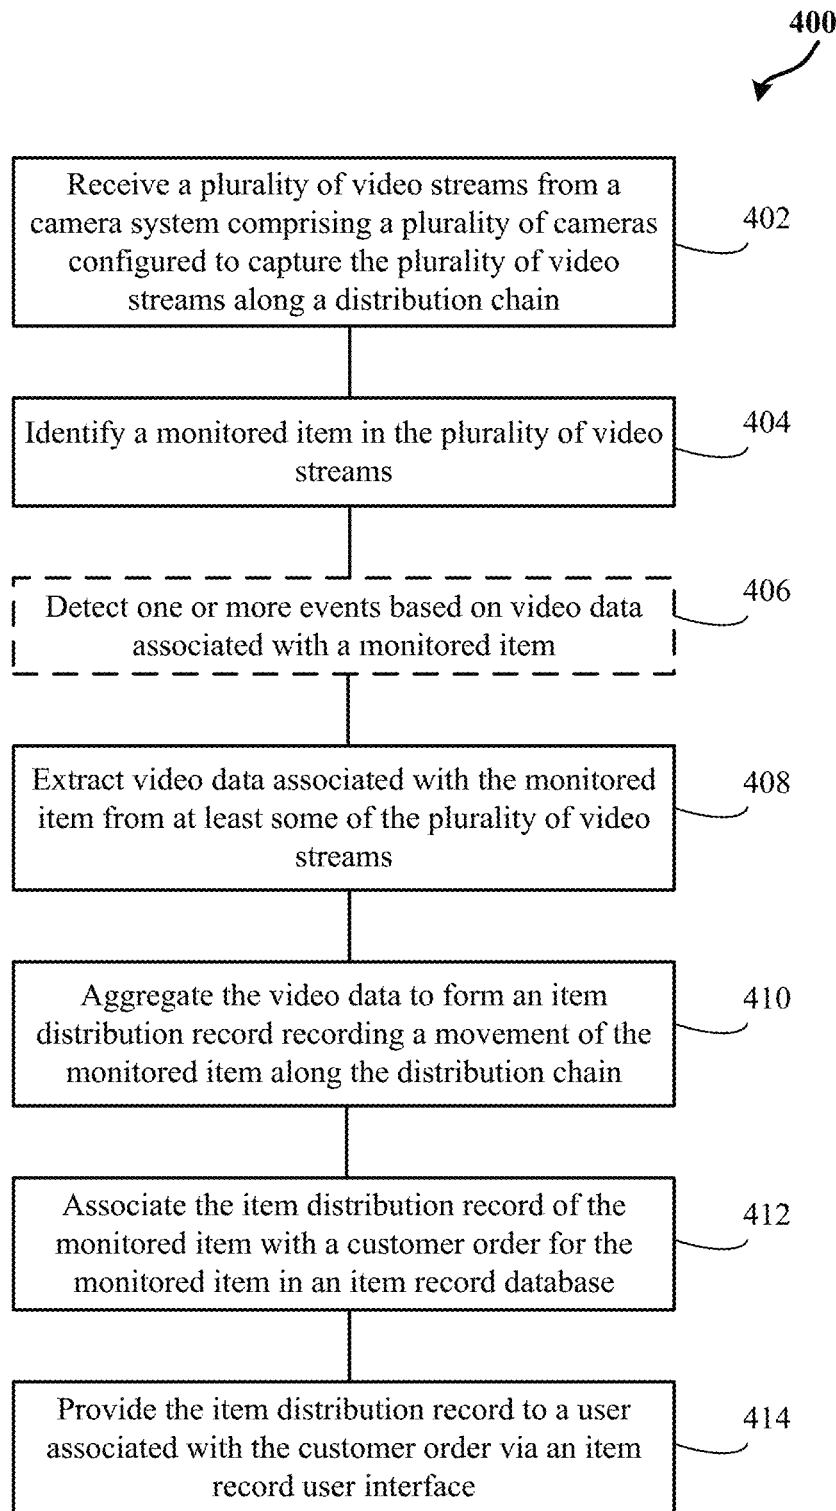 400
Receive a plurality of video streams from a
camera system comprising a plurality of cameras
configured to capture the plurality of video
streams along a distribution chain
402
Identify a monitored item in the plurality of video
streams
404
Detect one or more events based on video data
associated with a monitored item
406
Extract video data associated with the monitored
item from at least some of the plurality of video
streams
408
Aggregate the video data to form an item
distribution record recording a movement of the
monitored item along the distribution chain
410
Associate the item distribution record of the
monitored item with a customer order for the
monitored item in an item record database
412
Provide the item distribution record to a user
associated with the customer order via an item
record user interface
414